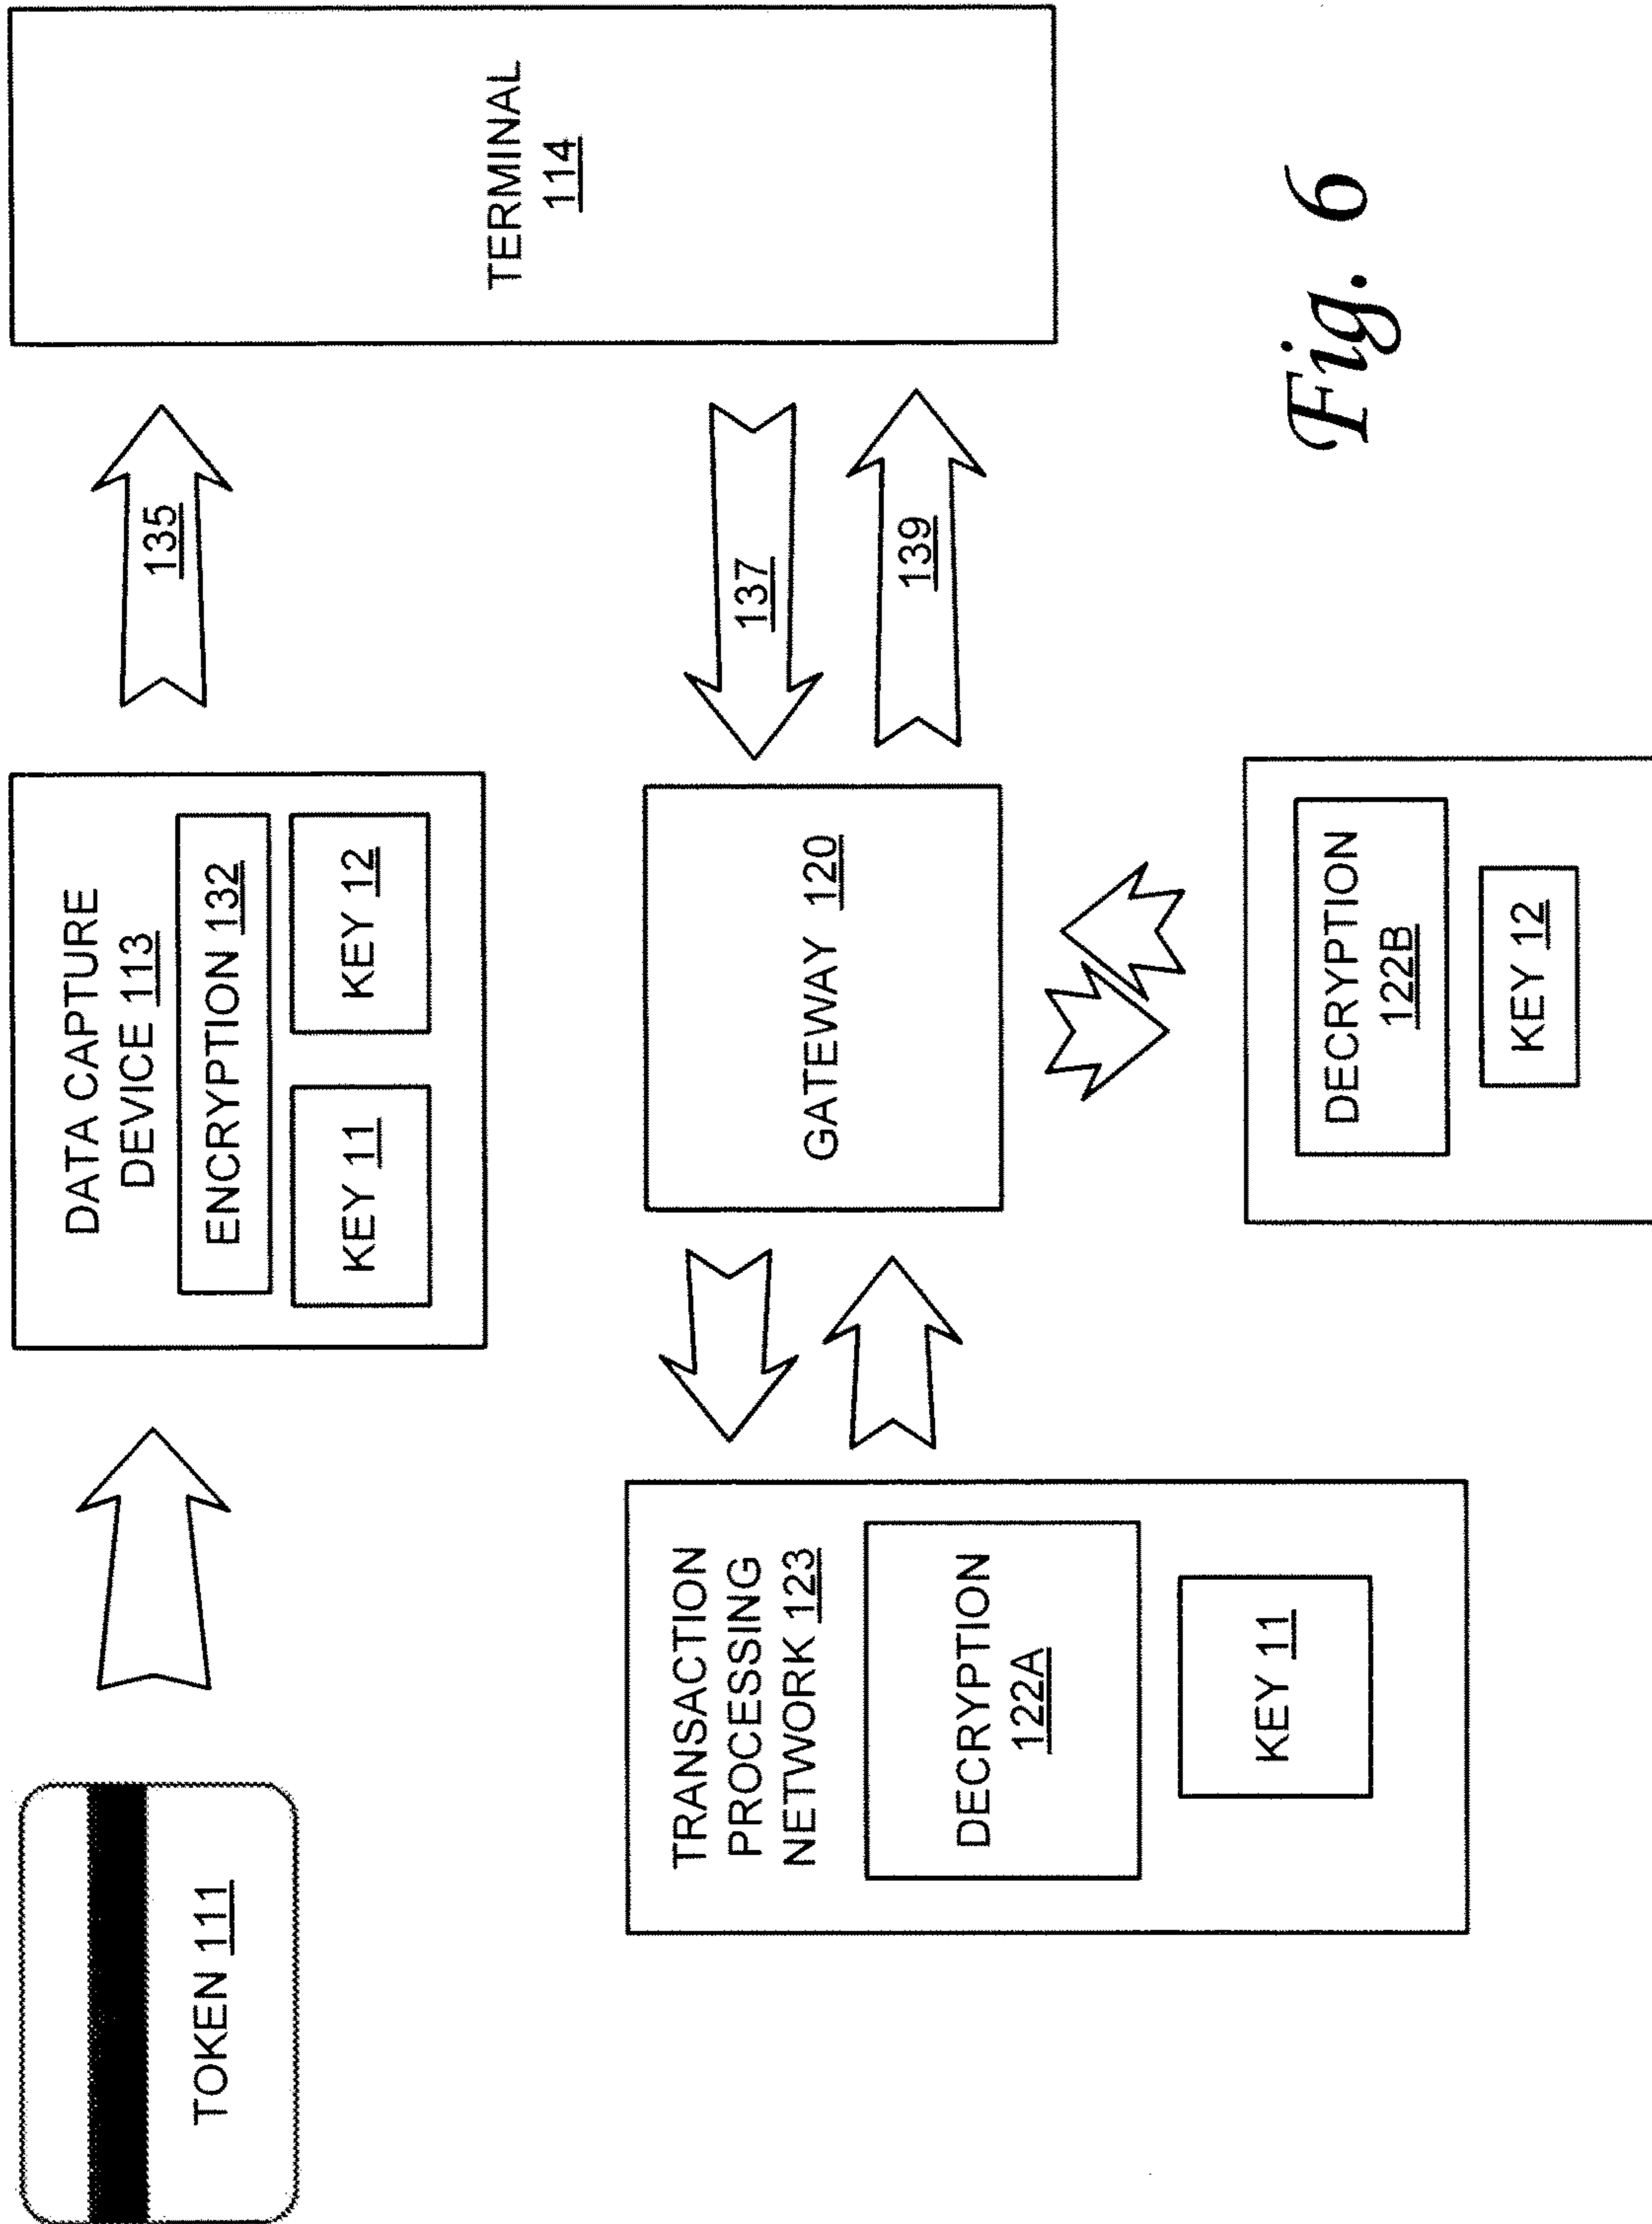 TOKEN 111
DATA CAPTURE
DEVICE 113
ENCRYPTION 132
KEY 11
KEY 12
135
TERMINAL
114
TRANSACTION
PROCESSING
NETWORK 123
DECRYPTION
122A
KEY 11
GATEWAY 120
137
139
DECRYPTION
122B
KEY 12
Fig. 6